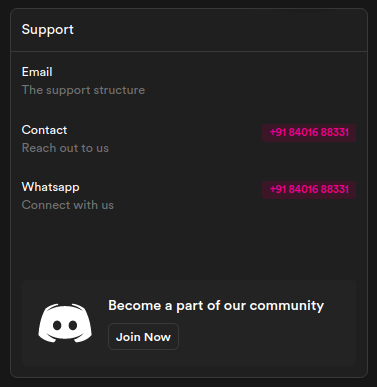 Support
Email
The support structure
Contact
+91 84016 88331
Reach out to us
Whatsapp
+91 84016 88331
Connect with us
Become a part of our community
Join Now